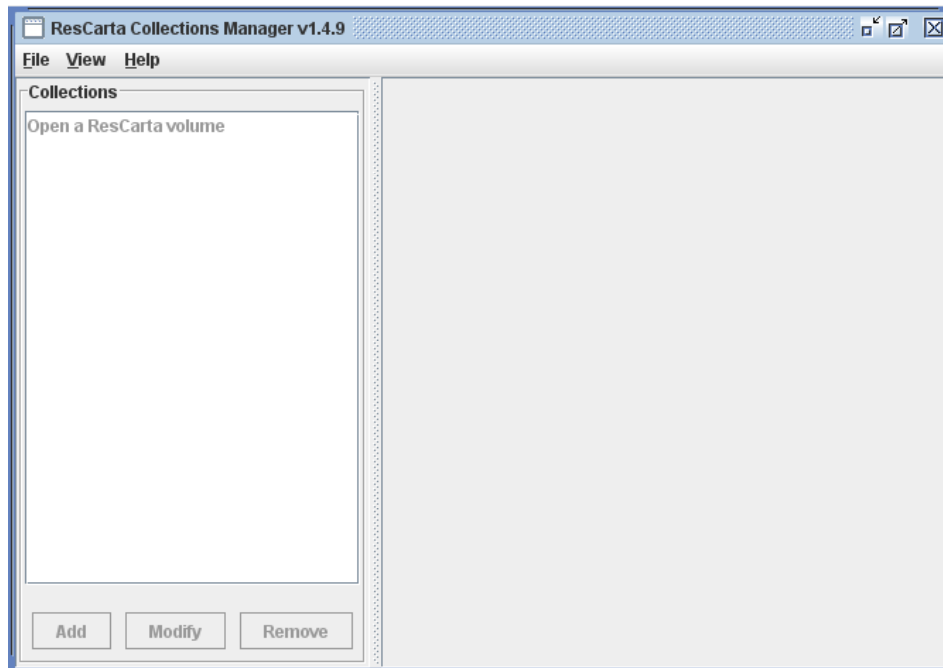 ResCarta Collections Manager v1.4.9
File View Help
Collections
Open a ResCarta volume
Add Modify Remove